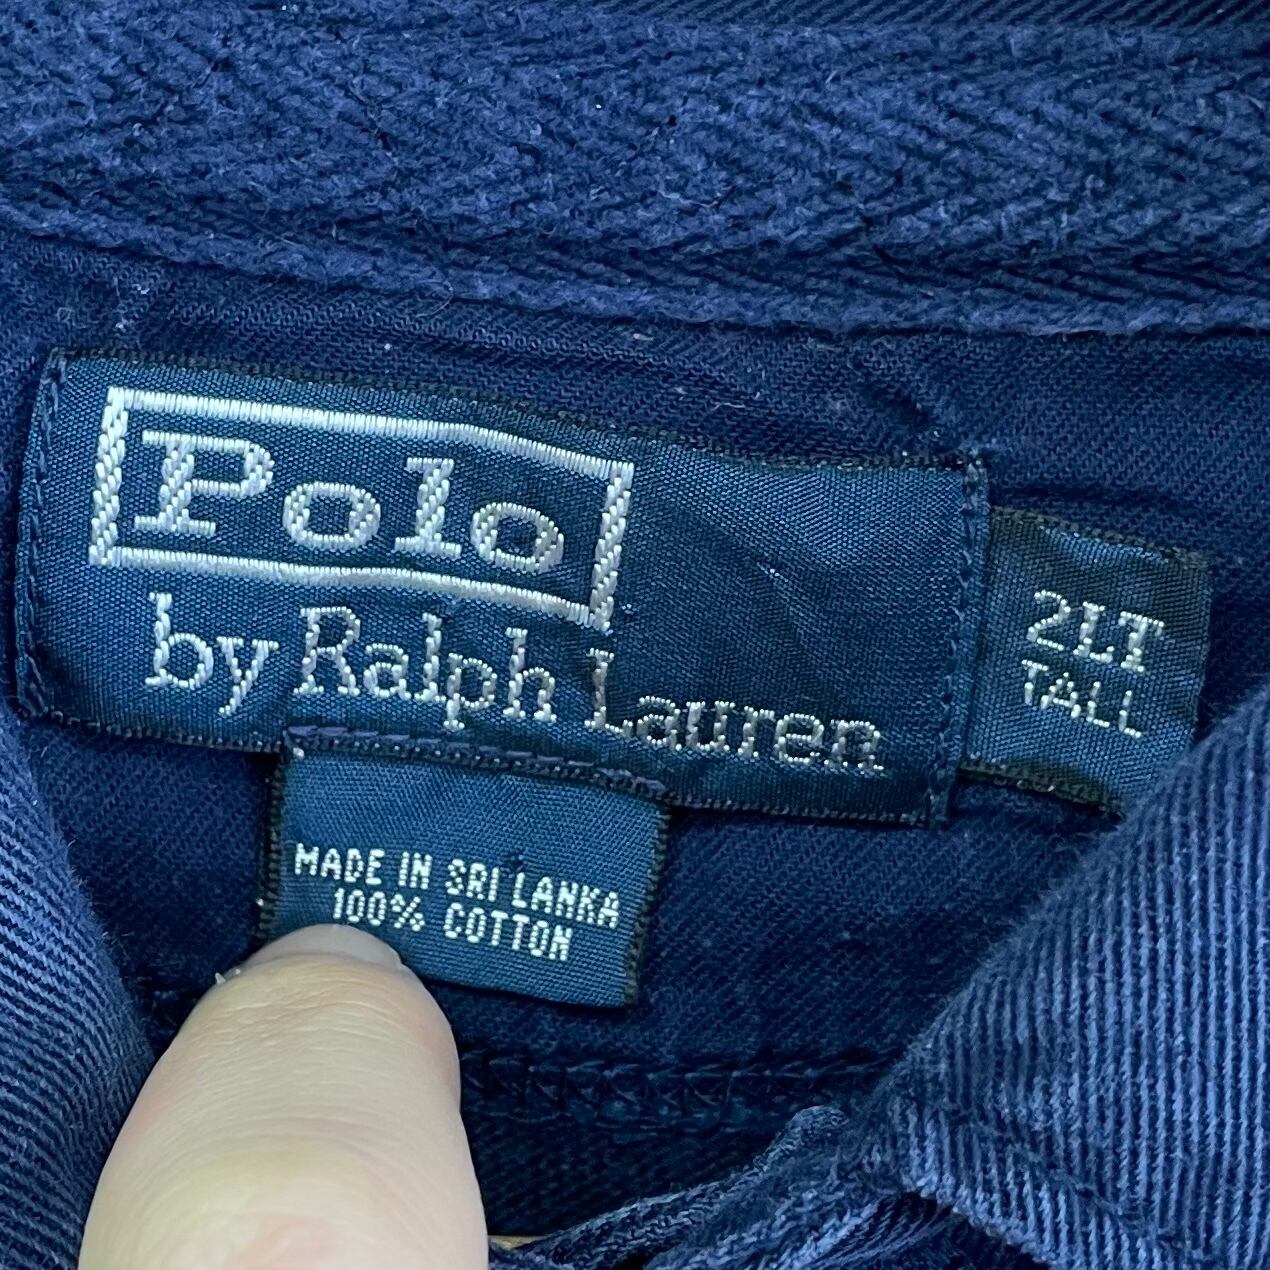 Polo
by Ralph Lauren
2LT
TALL
MADE IN SRI LANKA
100% COTTON